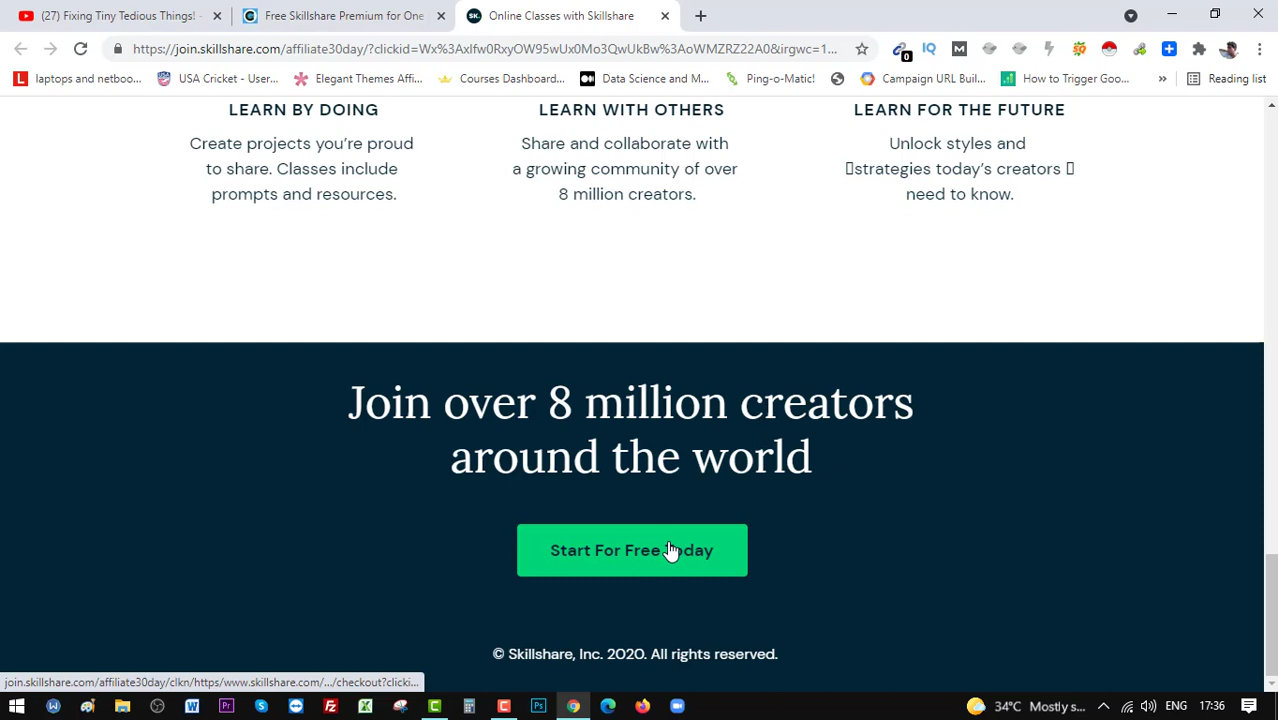 (27) Fixing Tiny Tedious Things! -
Free Skillshare Premium for One
SK.
Online Classes with Skillshare
https://join.skillshare.com/affiliate30day/?clickid=Wx%3A0fw0RxyOW95wUx0Mo3QwUkBw%3AoWMZRZ22A0&irgwc=1...
0
IQ
M
L laptops and netboo...
USA Cricket - User...
Elegant Themes Affi...
Courses Dashboard...
Data Science and M...
Ping-o-Matic!
Campaign URL Buil...
How to Trigger Goo...
»
Reading list
LEARN BY DOING
Create projects you’re proud
to share. Classes include
prompts and resources.
LEARN WITH OTHERS
Share and collaborate with
a growing community of over
8 million creators.
LEARN FOR THE FUTURE
Unlock styles and
strategies today’s creators
need to know.
Join over 8 million creators
around the world
Start For Free Today
© Skillshare, Inc. 2020. All rights reserved.
join.skillshare.com/affiliate30day/clkn/https/www.skillshare.com/.../checkout?clicki...
34°C Mostly s...
ENG
17:36